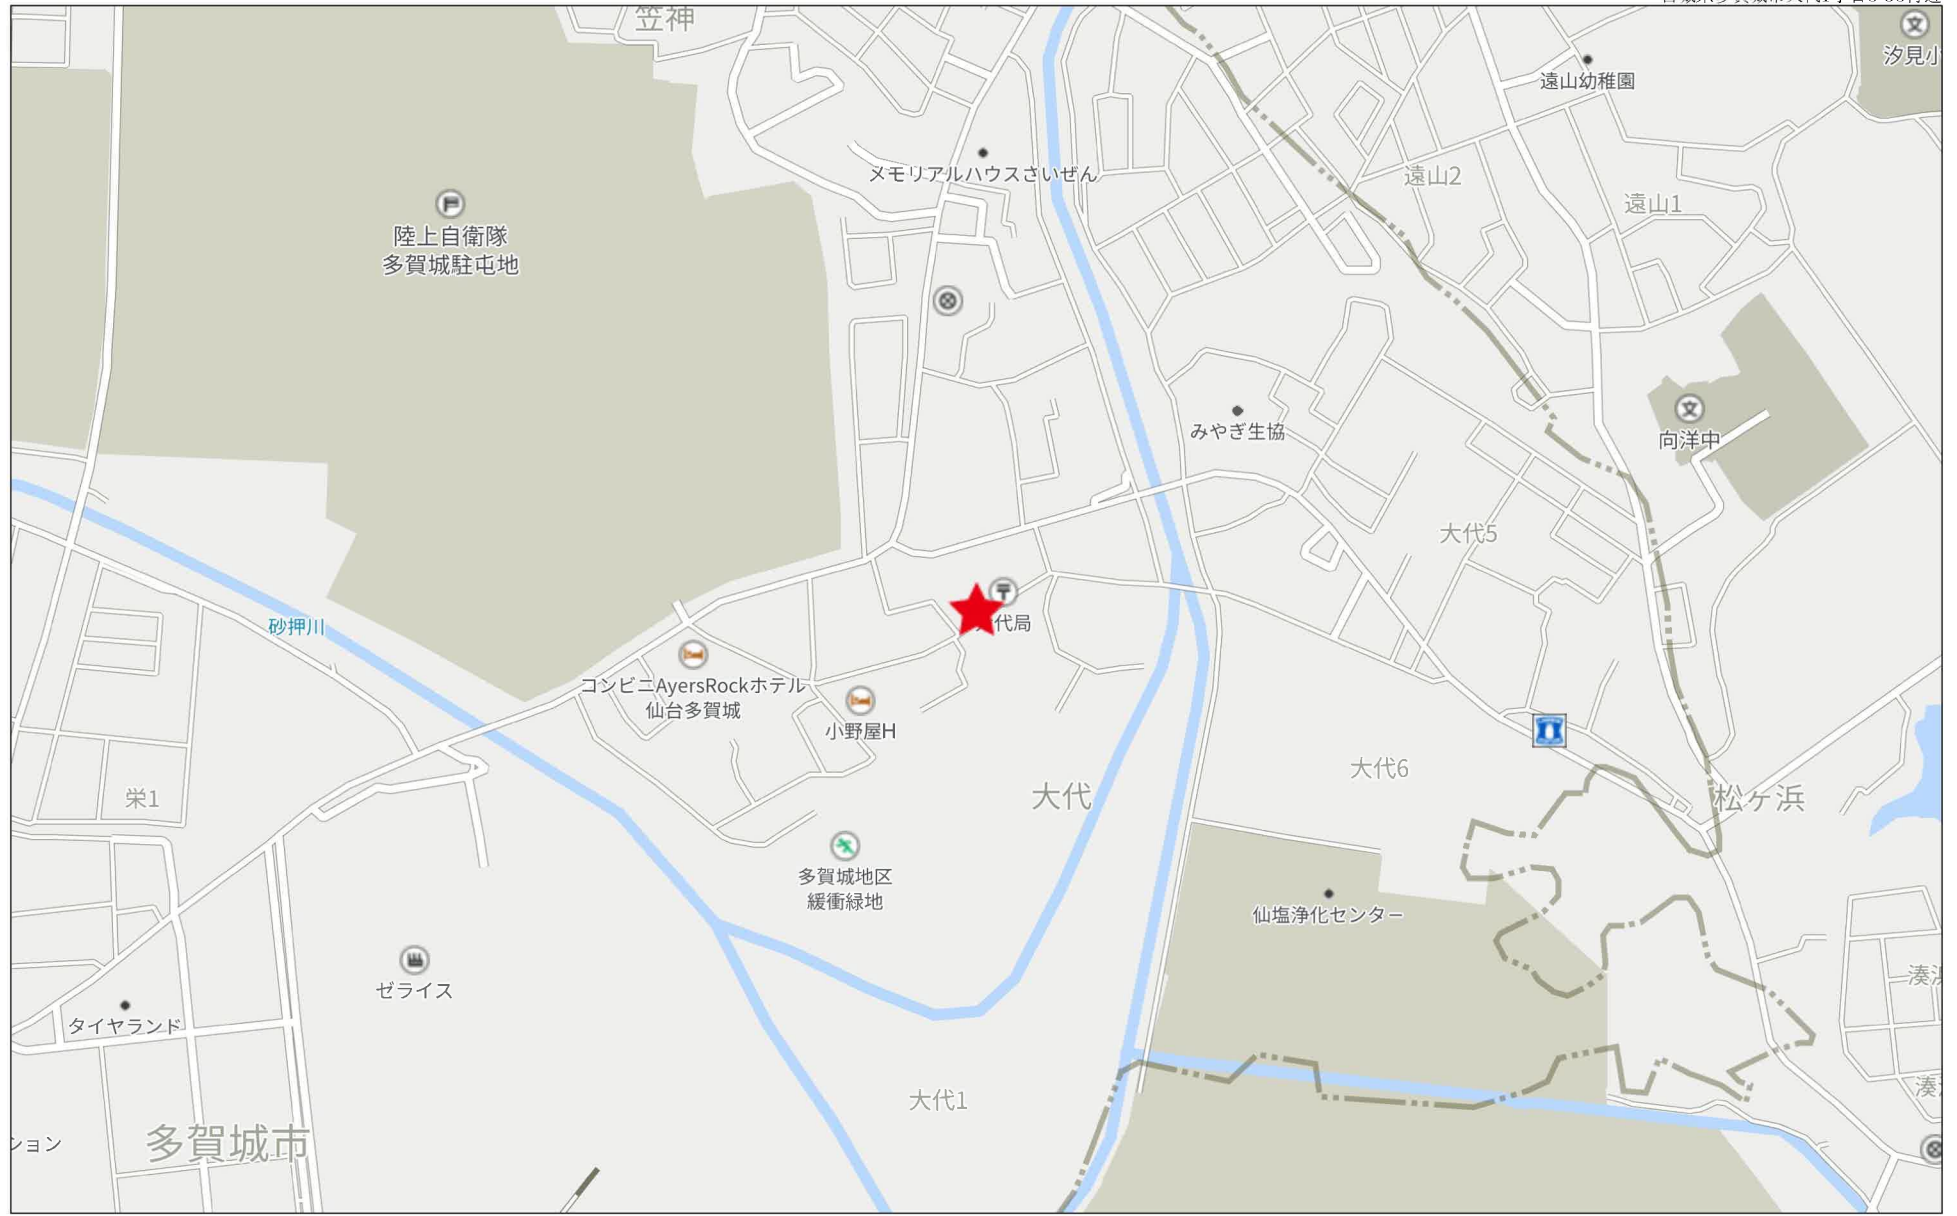 笠神
文
汐見小
遠山幼稚園
メモリアルハウスさいぜん
遠山2
遠山1
陸上自衛隊
多賀城駐屯地
みやぎ生協
文
向洋中
大代5
〒
代局
砂押川
コンビニAyersRockホテル
仙台多賀城
小野屋H
大代
大代6
松ヶ浜
栄1
多賀城地区
緩衝緑地
仙塩浄化センター
ゼライス
タイヤランド
大代1
多賀城市
ション